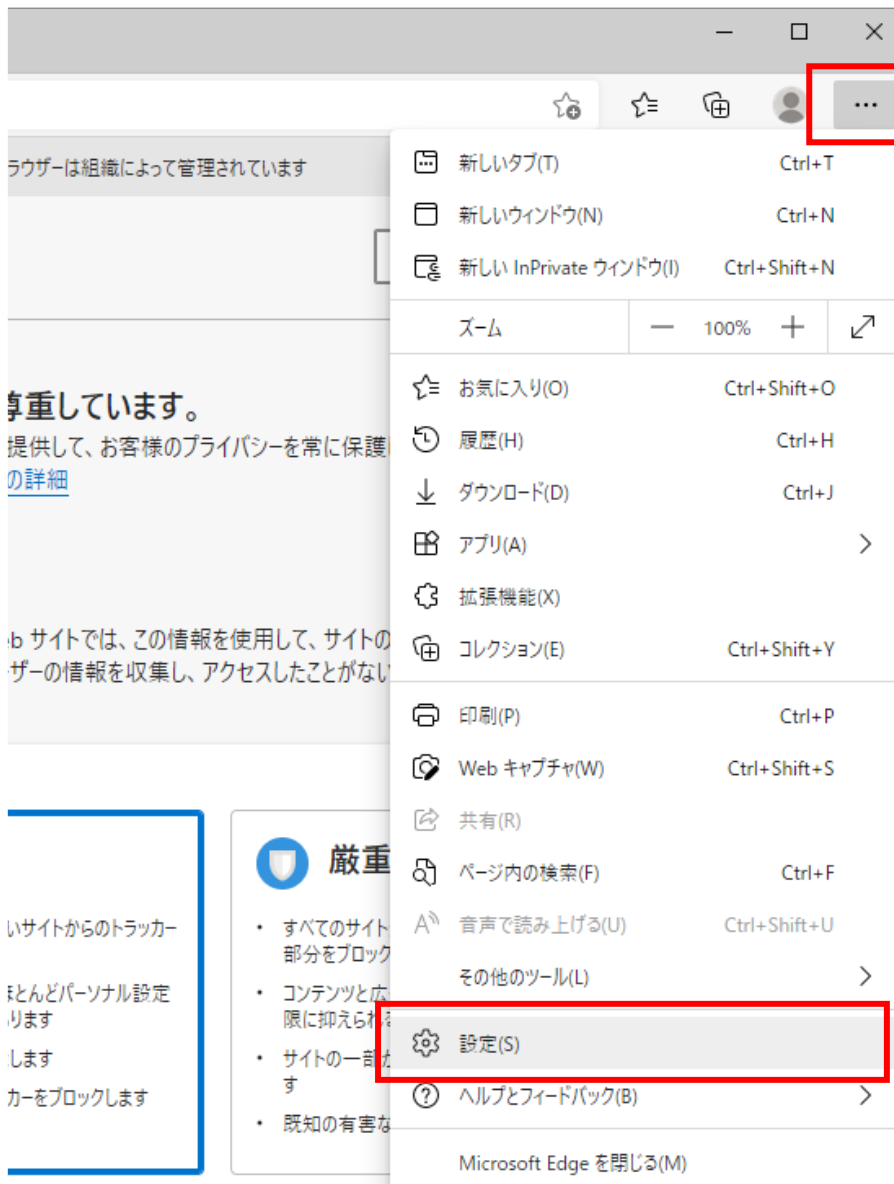 新しいタブ(T) Ctrl+T
ラウザーは組織によって管理されています
新しいウィンドウ(N) Ctrl+N
新しい InPrivate ウィンドウ(I) Ctrl+Shift+N
ズーム 100%
お気に入り(O) Ctrl+Shift+O
尊重しています。
履歴(H) Ctrl+H
提供して、お客様のプライバシーを常に保護
の詳細
ダウンロード(D) Ctrl+J
アプリ(A)
拡張機能(X)
コレクション(E) Ctrl+Shift+Y
eb サイトでは、この情報を使用して、サイトの
ザーの情報を収集し、アクセスしたことがない
印刷(P) Ctrl+P
Web キャプチャ(W) Ctrl+Shift+S
共有(R)
ページ内の検索(F) Ctrl+F
音声で読み上げる(U) Ctrl+Shift+U
その他のツール(L)
設定(S)
ヘルプとフィードバック(B)
Microsoft Edge を閉じる(M)
いサイトからのトラッカー
ほとんどパーソナル設定
ります
します
カーをブロックします
厳重
• すべてのサイト
部分をブロック
• コンテンツと広
限に抑えられ
• サイトの一部が
す
• 既知の有害な